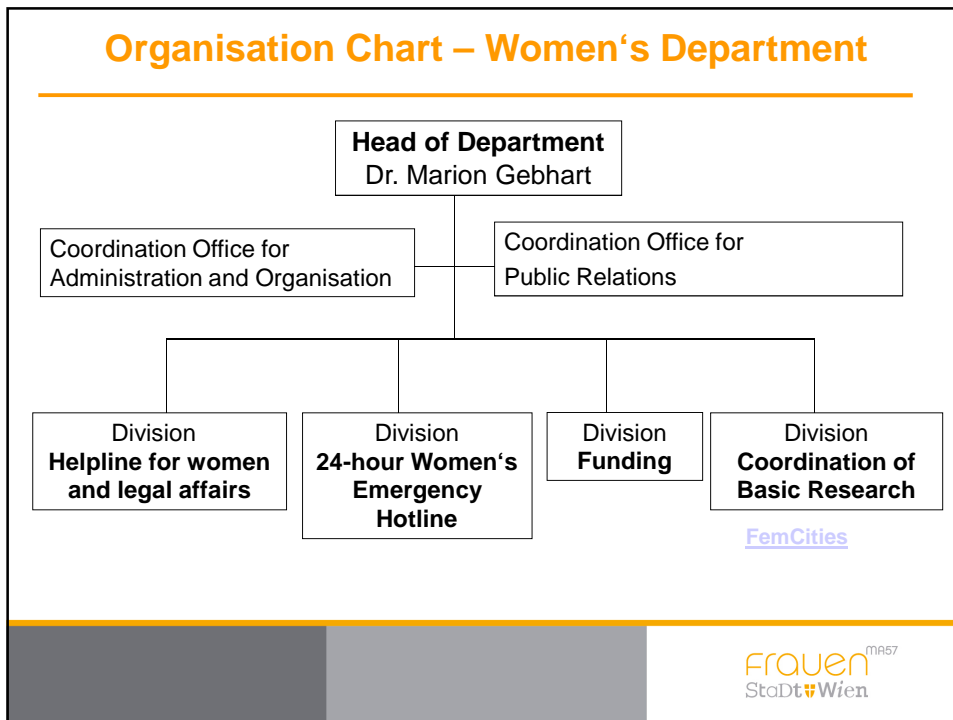 Organisation Chart – Women‘s Department
Head of Department
Dr. Marion Gebhart
Coordination Office for
Administration and Organisation
Coordination Office for
Public Relations
Division
Helpline for women
and legal affairs
Division
24-hour Women‘s
Emergency
Hotline
Division
Funding
Division
Coordination of
Basic Research
FemCities
Frauen MA57
StaDt Wien